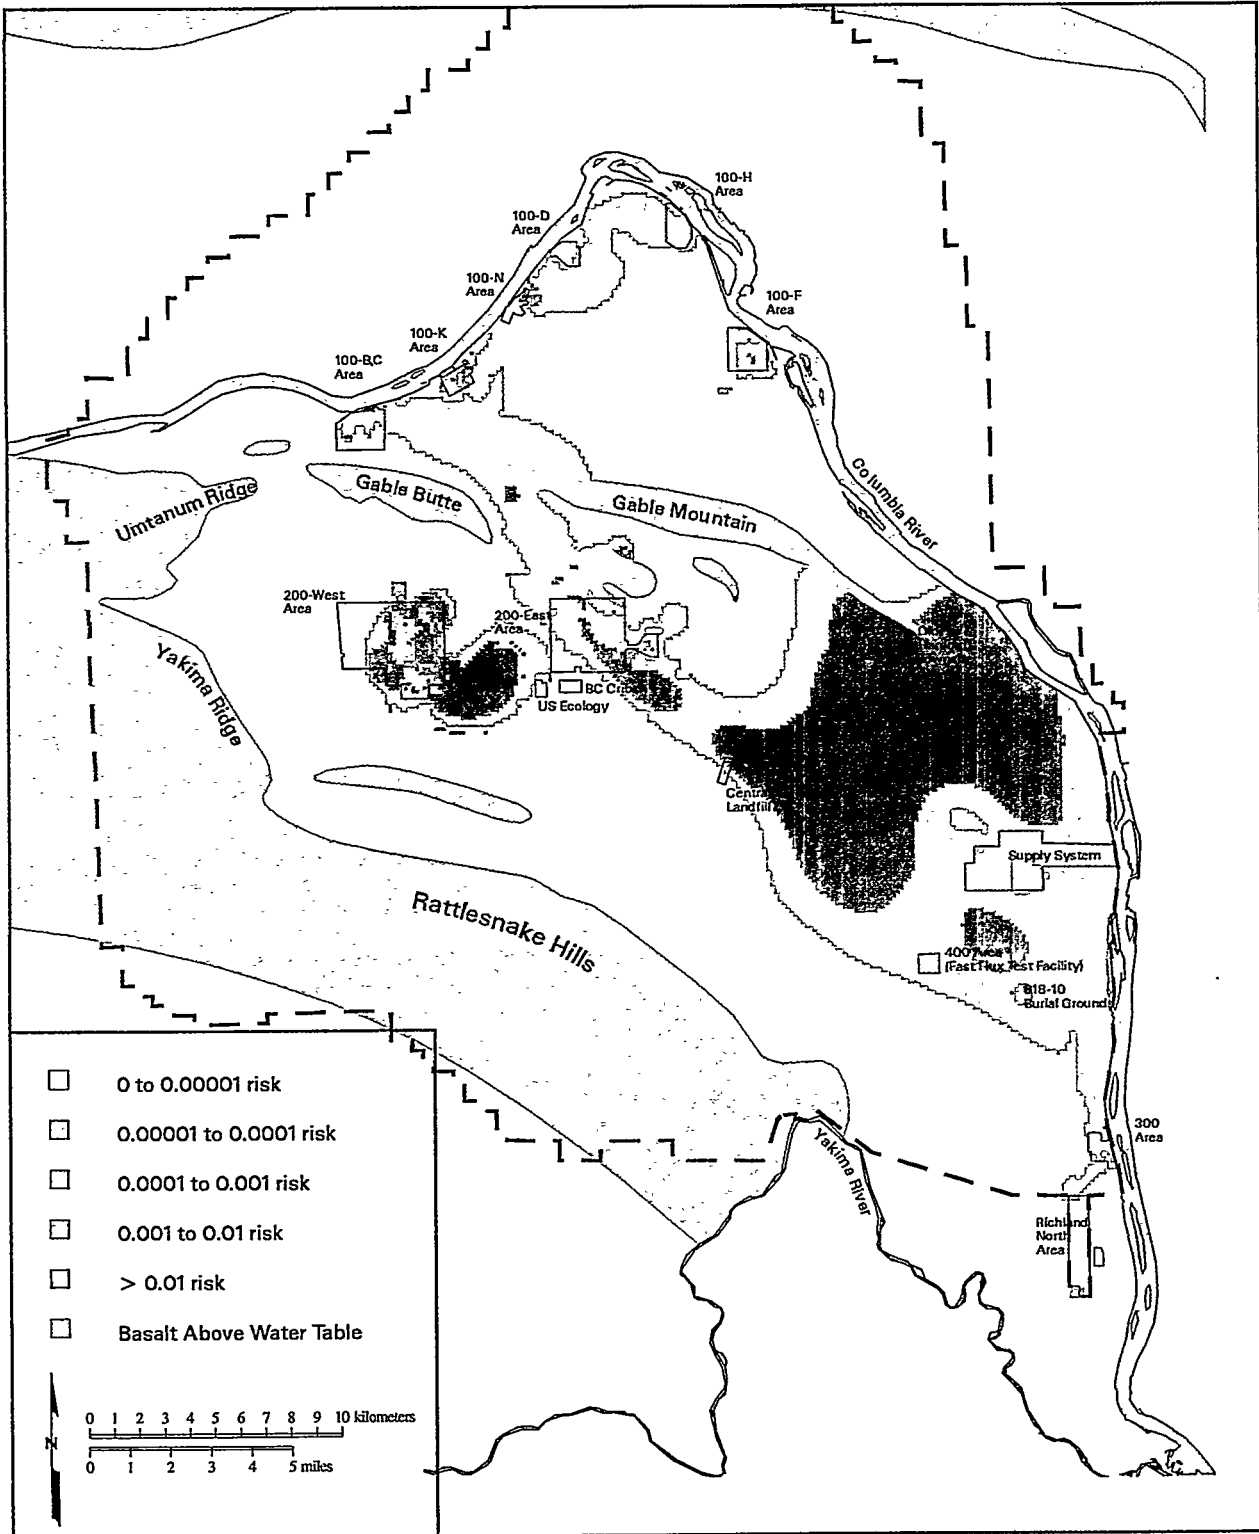 100-H
Area
100-D
Area
100-N
Area
100-F
Area
100-K
Area
100-B,C
Area
Columbia River
Umtanum Ridge
Gable Butte
Gable Mountain
200-West
Area
200-East
Area
Yakima Ridge
BC Cribs
US Ecology
Central
Landfill
Supply System
Rattlesnake Hills
400 Area
(Fast Flux Test Facility)
618-10
Burial Ground
300
Area
Yakima River
Richland
North
Area
0 to 0.00001 risk
0.00001 to 0.0001 risk
0.0001 to 0.001 risk
0.001 to 0.01 risk
> 0.01 risk
Basalt Above Water Table
0 1 2 3 4 5 6 7 8 9 10 kilometers
N
0 1 2 3 4 5 miles